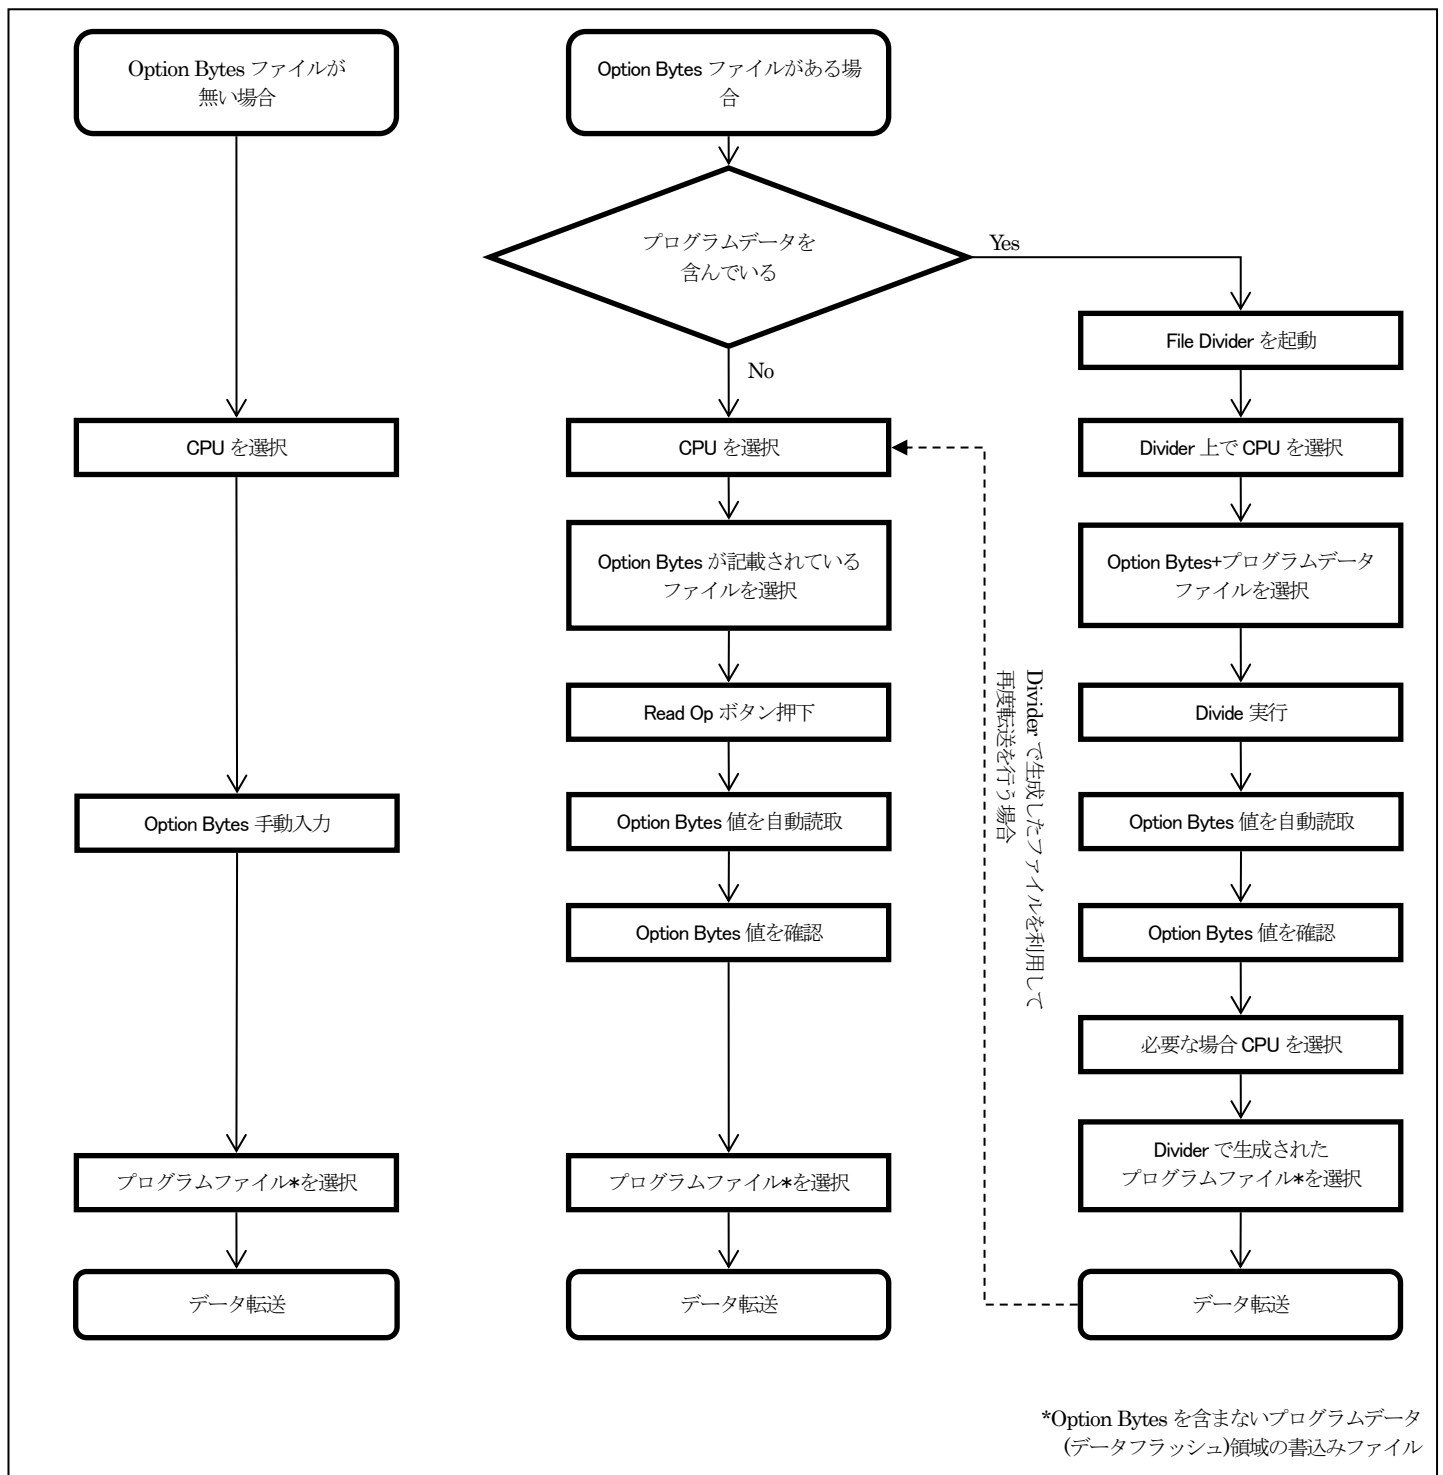 Option Bytes ファイルが
無い場合
CPU を選択
Option Bytes 手動入力
プログラムファイル*を選択
データ転送
Option Bytes ファイルがある場
合
プログラムデータを
含んでいる
Yes
No
CPU を選択
Option Bytes が記載されている
ファイルを選択
Read Op ボタン押下
Option Bytes 値を自動読取
Option Bytes 値を確認
プログラムファイル*を選択
データ転送
Divider で生成したファイルを利用して
再度転送を行う場合
File Divider を起動
Divider 上で CPU を選択
Option Bytes+プログラムデータ
ファイルを選択
Divide 実行
Option Bytes 値を自動読取
Option Bytes 値を確認
必要な場合 CPU を選択
Divider で生成された
プログラムファイル*を選択
データ転送
*Option Bytes を含まないプログラムデータ
(データフラッシュ)領域の書込みファイル